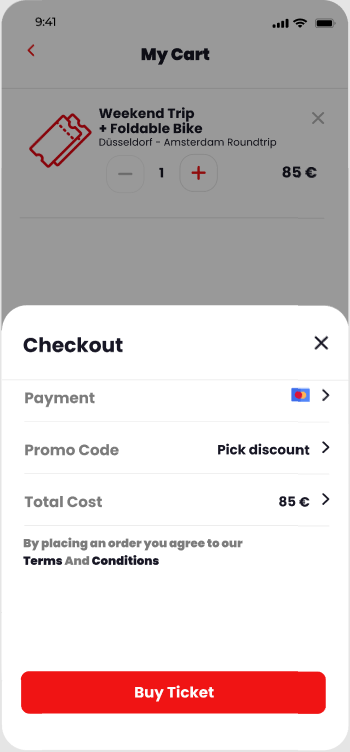 9:41
My Cart
Weekend Trip
+ Foldable Bike
Düsseldorf - Amsterdam Roundtrip
1
85 €
Checkout
Payment
Promo Code Pick discount
Total Cost 85 €
By placing an order you agree to our
Terms And Conditions
Buy Ticket